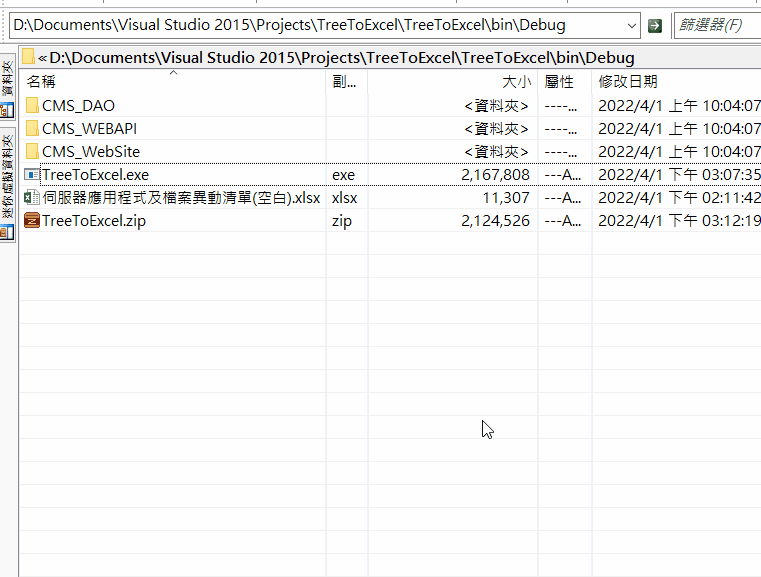 D:\Documents\Visual Studio 2015\Projects\TreeToExcel\TreeToExcel\bin\Debug 篩選器(F)
« D:\Documents\Visual Studio 2015\Projects\TreeToExcel\TreeToExcel\bin\Debug
資料夾
迷你虛擬資料夾
名稱 副... 大小 屬性 修改日期
CMS_DAO <資料夾> ----... 2022/4/1 上午 10:04:07
CMS_WEBAPI <資料夾> ----... 2022/4/1 上午 10:04:07
CMS_WebSite <資料夾> ----... 2022/4/1 上午 10:04:07
TreeToExcel.exe exe 2,167,808 ---A... 2022/4/1 下午 03:07:35
伺服器應用程式及檔案異動清單(空白).xlsx xlsx 11,307 ---A... 2022/4/1 下午 02:11:42
TreeToExcel.zip zip 2,124,526 ---A... 2022/4/1 下午 03:12:19